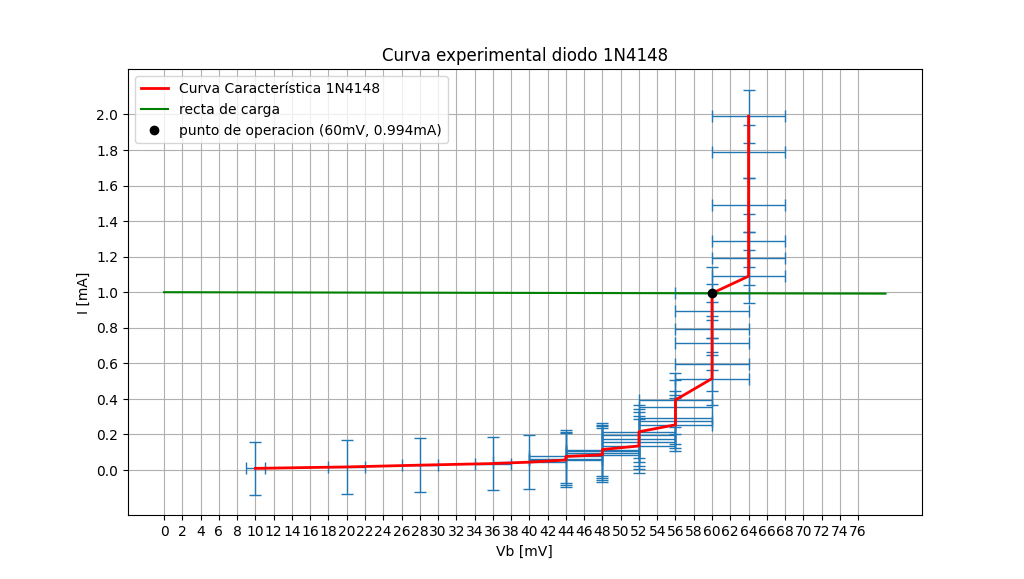 Curva experimental diodo 1N4148
Curva Característica 1N4148
recta de carga
punto de operacion (60mV, 0.994mA)
I [mA]
2.0
1.8
1.6
1.4
1.2
1.0
0.8
0.6
0.4
0.2
0.0
0 2 4 6 8 10 12 14 16 18 20 22 24 26 28 30 32 34 36 38 40 42 44 46 48 50 52 54 56 58 60 62 64 66 68 70 72 74 76
Vb [mV]